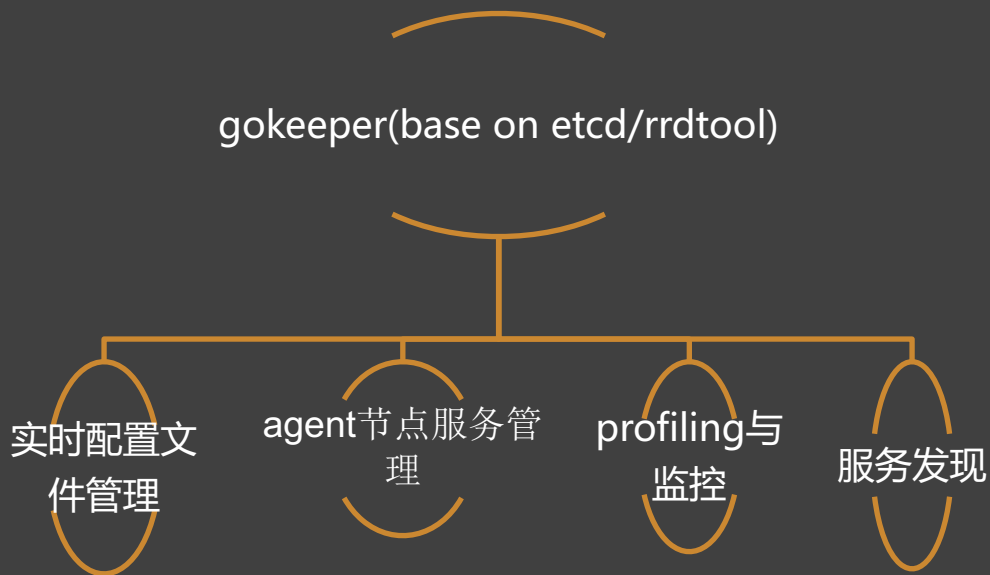 gokeeper(base on etcd/rrdtool)
实时配置文
件管理
agent节点服务管
理
profiling与
监控
服务发现